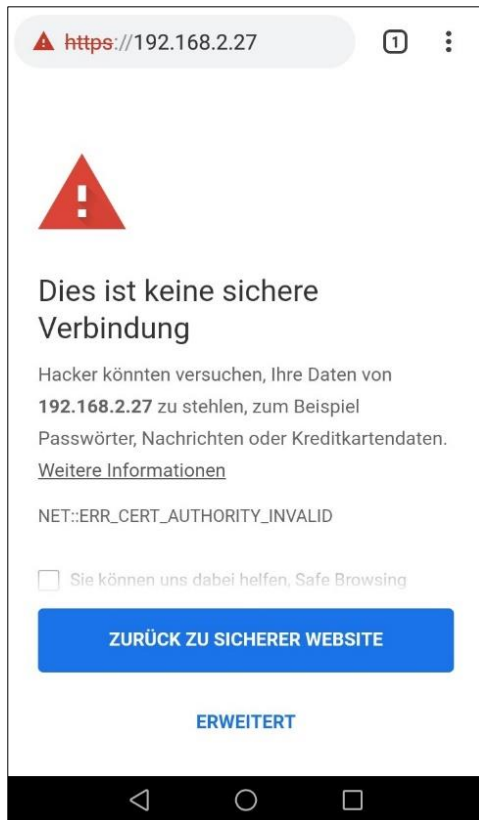 https://192.168.2.27
1
Dies ist keine sichere
Verbindung
Hacker könnten versuchen, Ihre Daten von
192.168.2.27 zu stehlen, zum Beispiel
Passwörter, Nachrichten oder Kreditkartendaten.
Weitere Informationen
NET::ERR_CERT_AUTHORITY_INVALID
Sie können uns dabei helfen, Safe Browsing
ZURÜCK ZU SICHERER WEBSITE
ERWEITERT